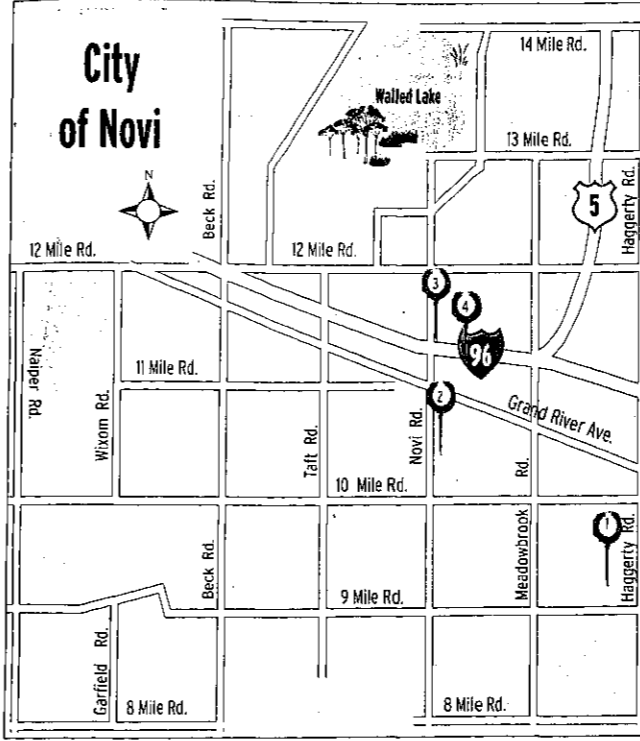 City
of Novi
N
14 Mile Rd.
Walled Lake
13 Mile Rd.
5
Haggerty Rd.
Beck Rd.
12 Mile Rd.
12 Mile Rd.
3
4
96
11 Mile Rd.
Naiper Rd.
Wixom Rd.
2
Grand River Ave.
Taft Rd.
Novi Rd.
Rd.
10 Mile Rd.
Meadowbrook
1
Haggerty Rd.
Beck Rd.
9 Mile Rd.
Garfield Rd.
8 Mile Rd.
8 Mile Rd.